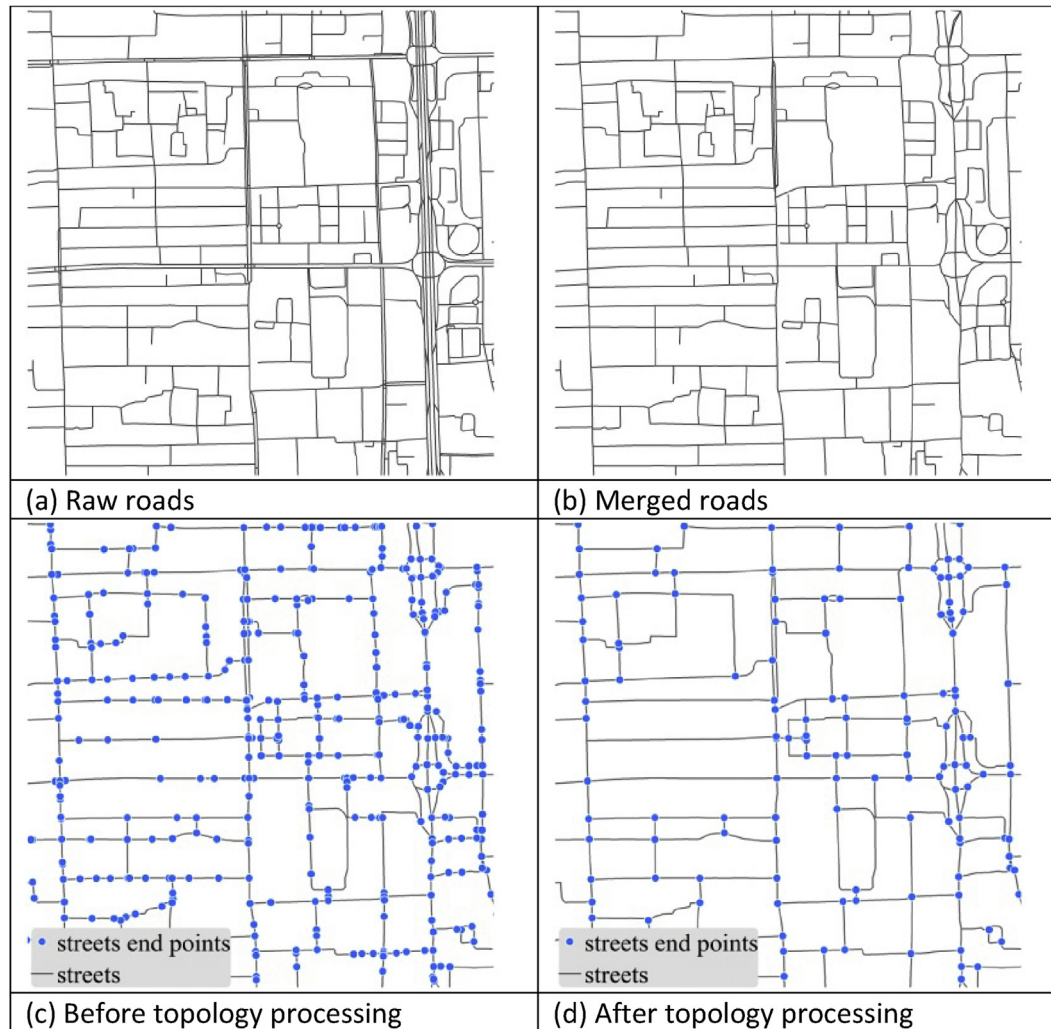 (a) Raw roads
(b) Merged roads
streets end points
streets
(c) Before topology processing
streets end points
streets
(d) After topology processing